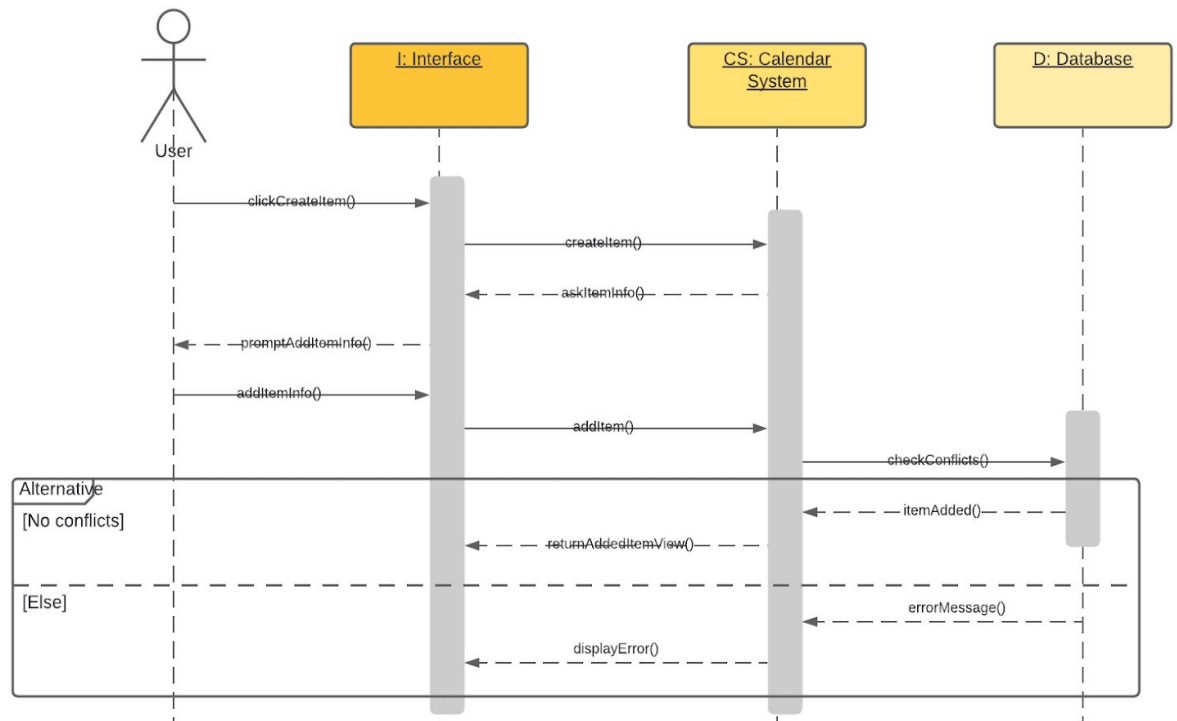 I: Interface
CS: Calendar
System
D: Database
User
clickCreateItem()
createItem()
askItemInfo()
promptAddItemInfo()
addItemInfo()
addItem()
checkConflicts()
Alternative
[No conflicts]
itemAdded()
returnAddedItemView()
[Else]
errorMessage()
displayError()